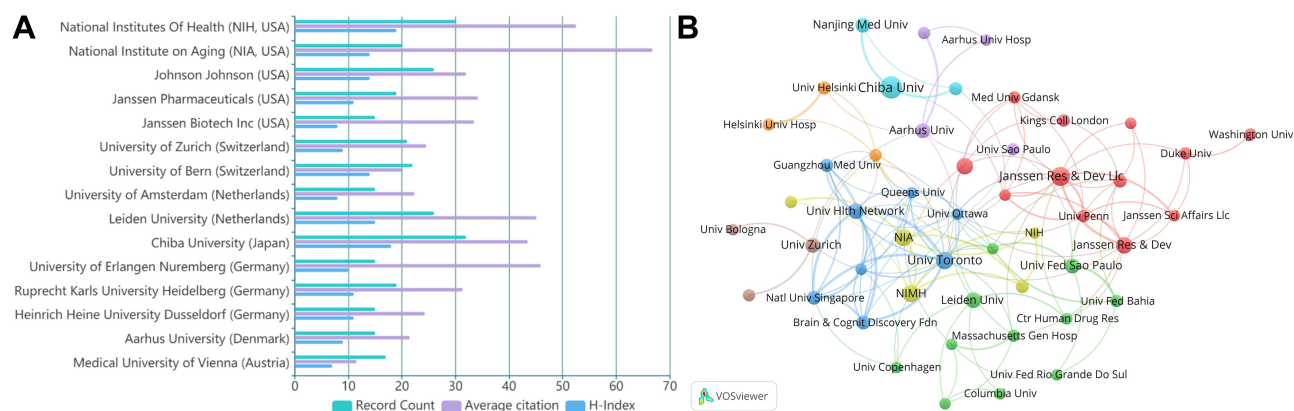 A
National Institutes Of Health (NIH, USA)
National Institute on Aging (NIA, USA)
Johnson Johnson (USA)
Janssen Pharmaceuticals (USA)
Janssen Biotech Inc (USA)
University of Zurich (Switzerland)
University of Bern (Switzerland)
University of Amsterdam (Netherlands)
Leiden University (Netherlands)
Chiba University (Japan)
University of Erlangen Nuremberg (Germany)
Ruprecht Karls University Heidelberg (Germany)
Heinrich Heine University Dusseldorf (Germany)
Aarhus University (Denmark)
Medical University of Vienna (Austria)
0 10 20 30 40 50 60 70
Record Count Average citation H-Index
B
Nanjing Med Univ
Aarhus Univ Hosp
Univ Helsinki
Chiba Univ
Med Univ Gdansk
Helsinki Univ Hosp
Aarhus Univ
Kings Coll London
Washington Univ
Univ Sao Paulo
Duke Univ
Guangzhou Med Univ
Janssen Res & Dev Llc
Queens Univ
Univ Hlth Network
Univ Ottawa
Univ Penn
Janssen Sci Affairs Llc
Univ Bologna
Univ Zurich
NIA
NIH
Janssen Res & Dev
Univ Toronto
Univ Fed Sao Paulo
Natl Univ Singapore
NIMH
Leiden Univ
Univ Fed Bahia
Brain & Cognit Discovery Fdn
Ctr Human Drug Res
Massachusetts Gen Hosp
Univ Copenhagen
Univ Fed Rio Grande Do Sul
Columbia Univ
VOSviewer